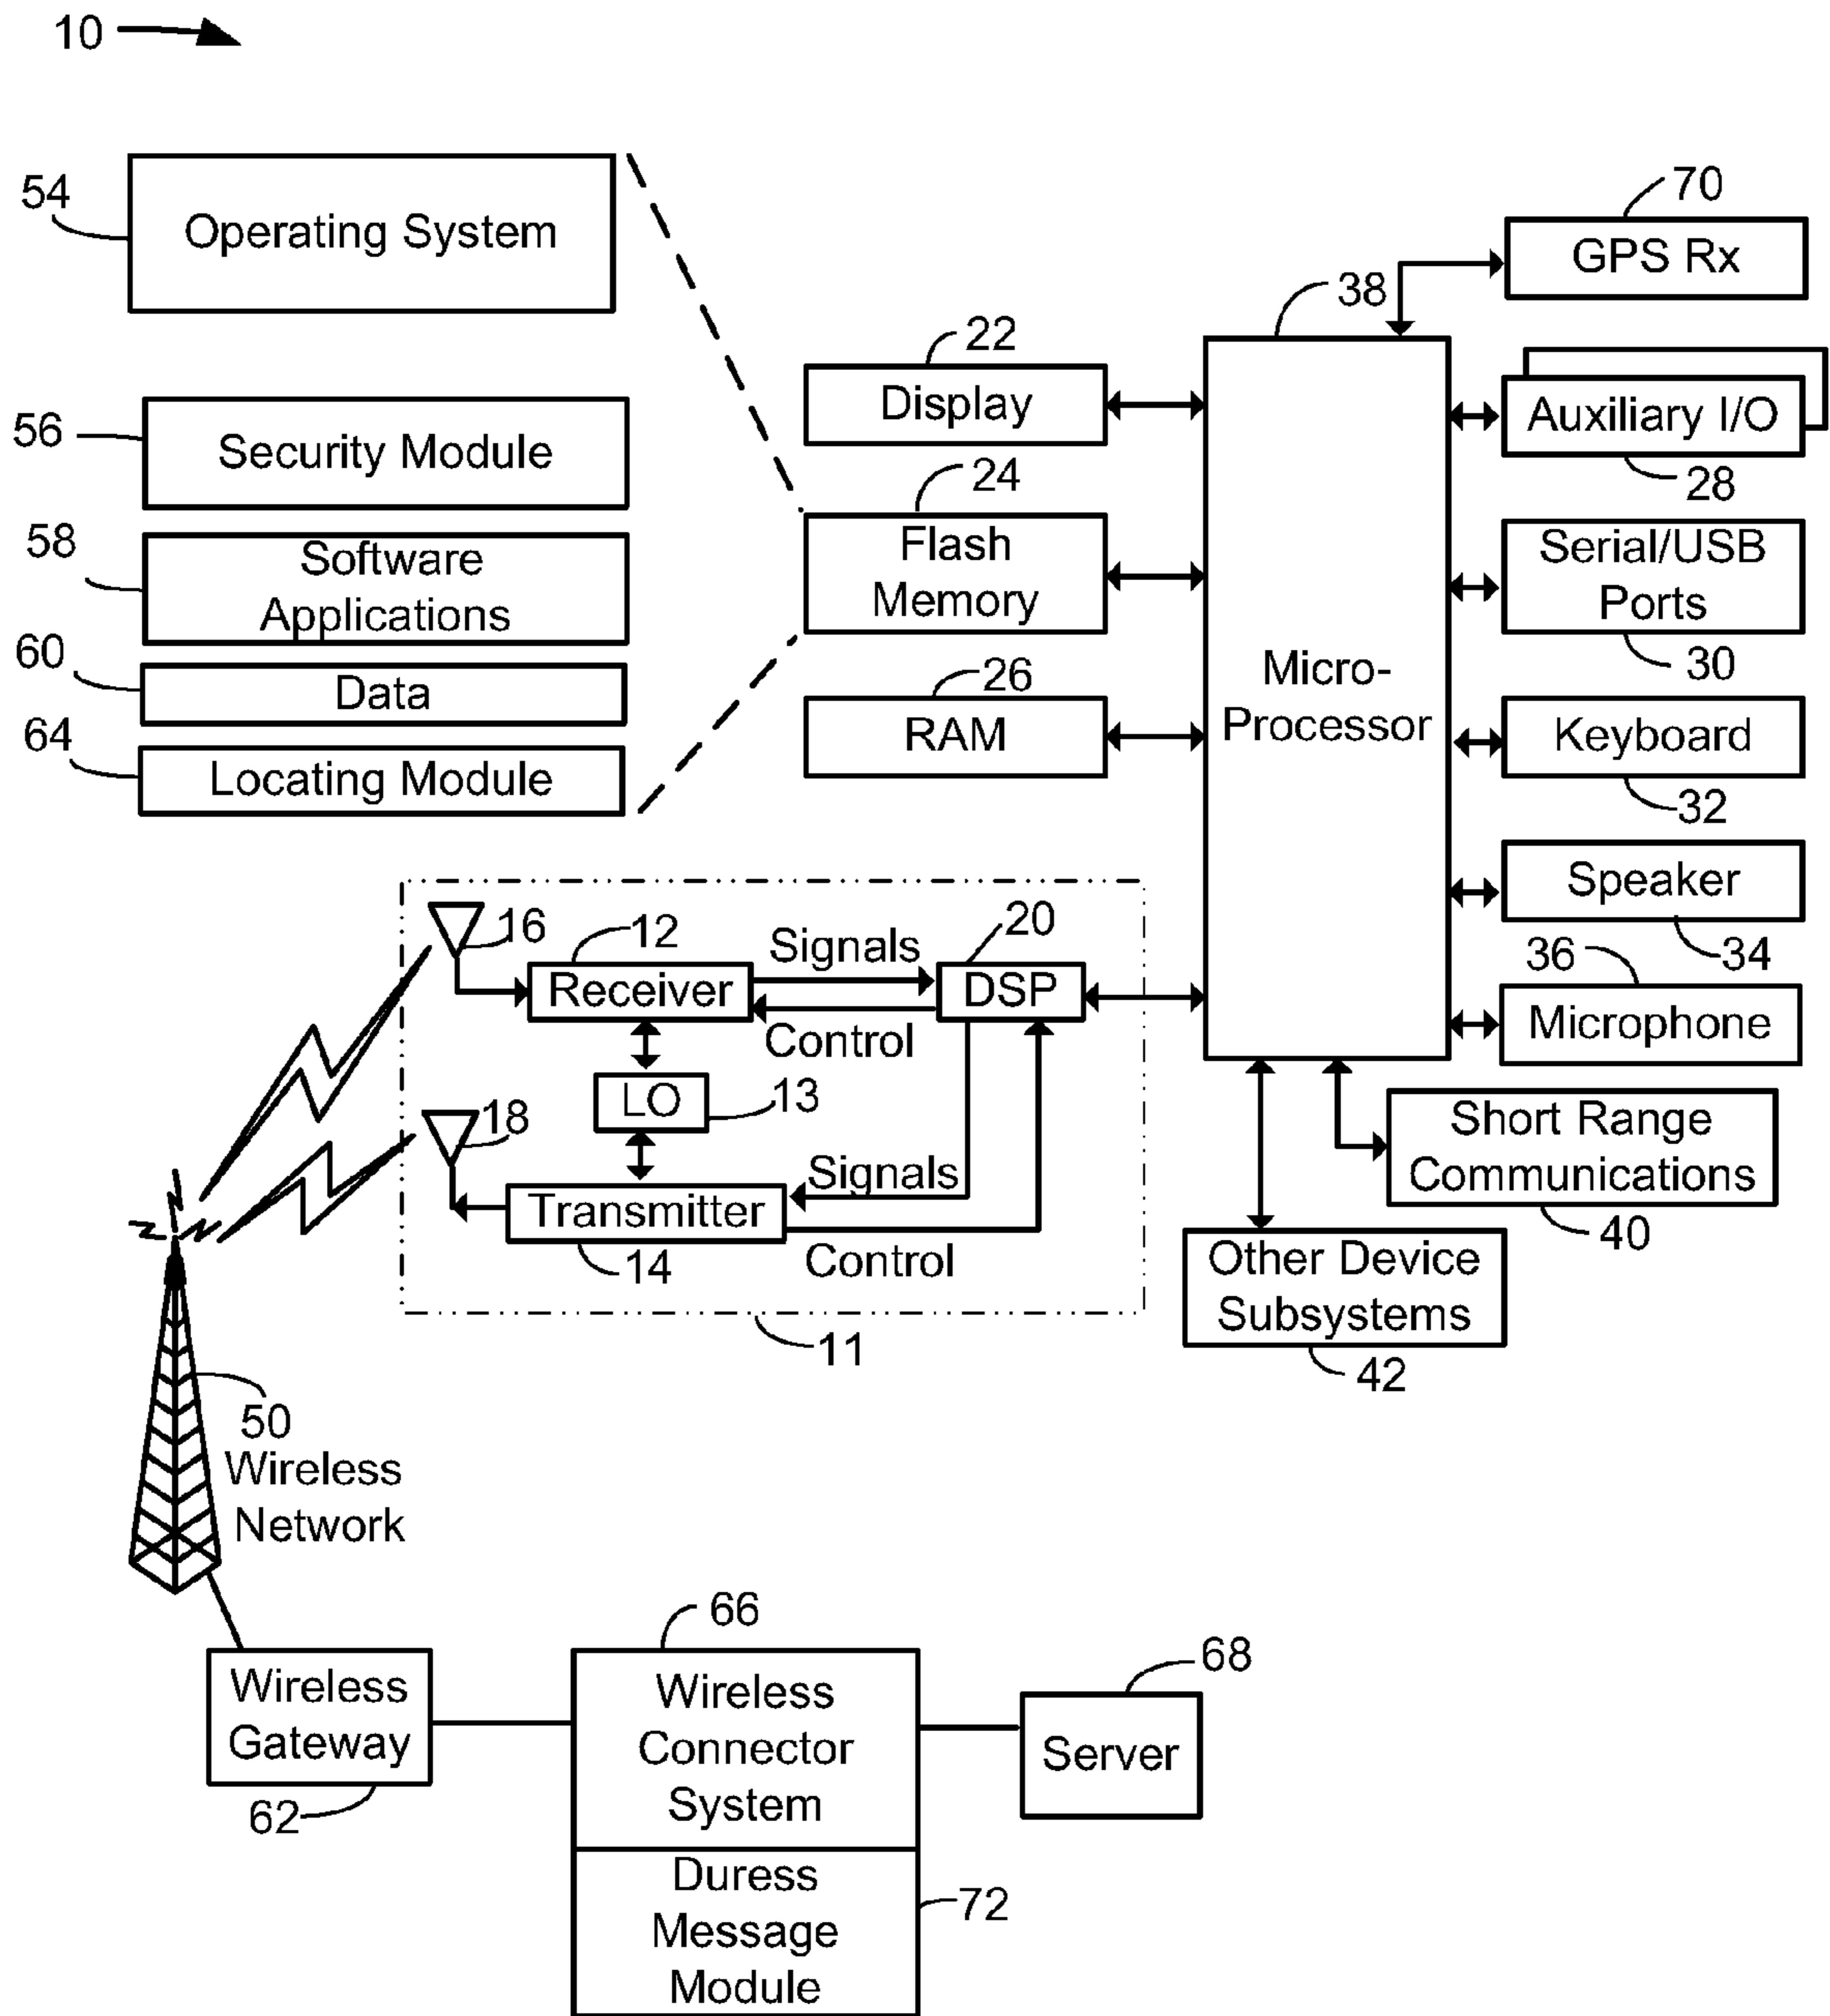 10
54
Operating System
56
Security Module
58
Software
Applications
60
Data
64
Locating Module
22
Display
24
Flash
Memory
26
RAM
38
Micro-
Processor
70
GPS Rx
Auxiliary I/O
28
Serial/USB
Ports
30
Keyboard
32
Speaker
34
36
Microphone
Short Range
Communications
40
Other Device
Subsystems
42
16
12
Receiver
Signals
20
DSP
Control
LO
13
18
Signals
Transmitter
14
Control
11
50
Wireless
Network
Wireless
Gateway
62
66
Wireless
Connector
System
68
Server
Duress
Message
Module
72